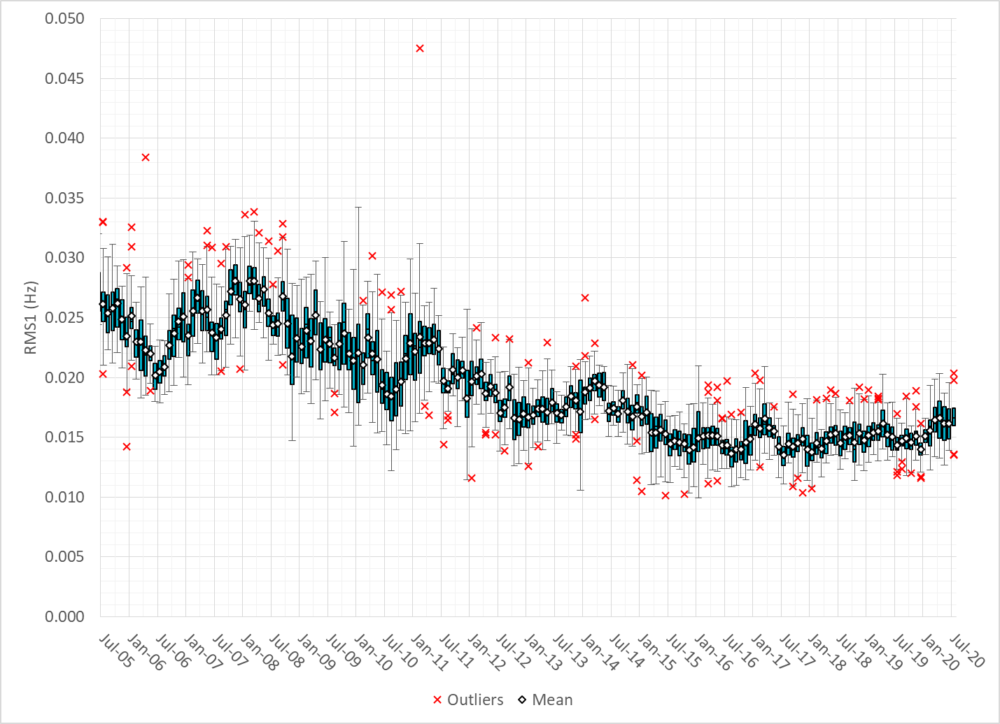 0.050
0.045
0.040
0.035
0.030
0.025
0.020
0.015
0.010
0.005
0.000
RMS1 (Hz)
Jul-05
Jan-06
Jul-06
Jan-07
Jul-07
Jan-08
Jul-08
Jan-09
Jul-09
Jan-10
Jul-10
Jan-11
Jul-11
Jan-12
Jul-12
Jan-13
Jul-13
Jan-14
Jul-14
Jan-15
Jul-15
Jan-16
Jul-16
Jan-17
Jul-17
Jan-18
Jul-18
Jan-19
Jul-19
Jan-20
Jul-20
Outliers Mean